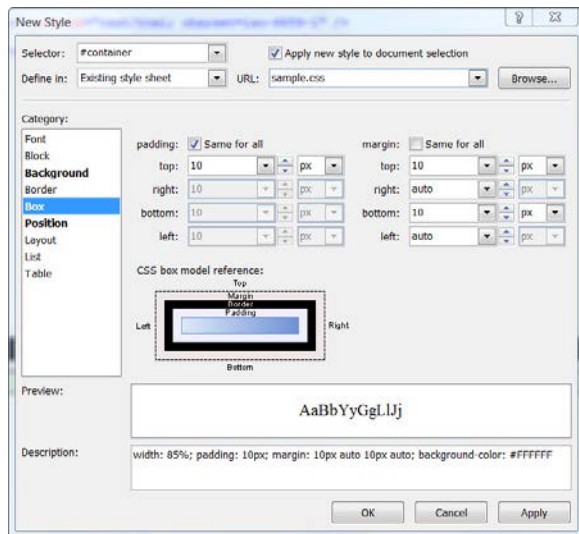 New Style
Selector: #container Apply new style to document selection
Define in: Existing style sheet URL: sample.css Browse...
Category:
Font
Block
Background
Border
Box
Position
Layout
List
Table
padding: Same for all
top: 10 px
right: 10 px
bottom: 10 px
left: 10 px
margin: Same for all
top: 10 px
right: auto px
bottom: 10 px
left: auto px
CSS box model reference:
Top
Margin
Border
Padding
Left Right
Bottom
Preview: AaBbYyGgLlJj
Description: width: 85%; padding: 10px; margin: 10px auto 10px auto; background-color: #FFFFFF
OK Cancel Apply